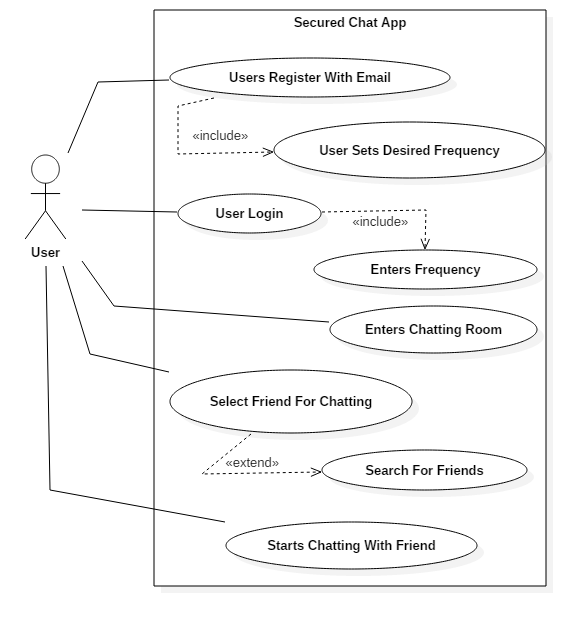 Secured Chat App
Users Register With Email
«include»
User Sets Desired Frequency
User Login
«include»
User
Enters Frequency
Enters Chatting Room
Select Friend For Chatting
«extend»
Search For Friends
Starts Chatting With Friend